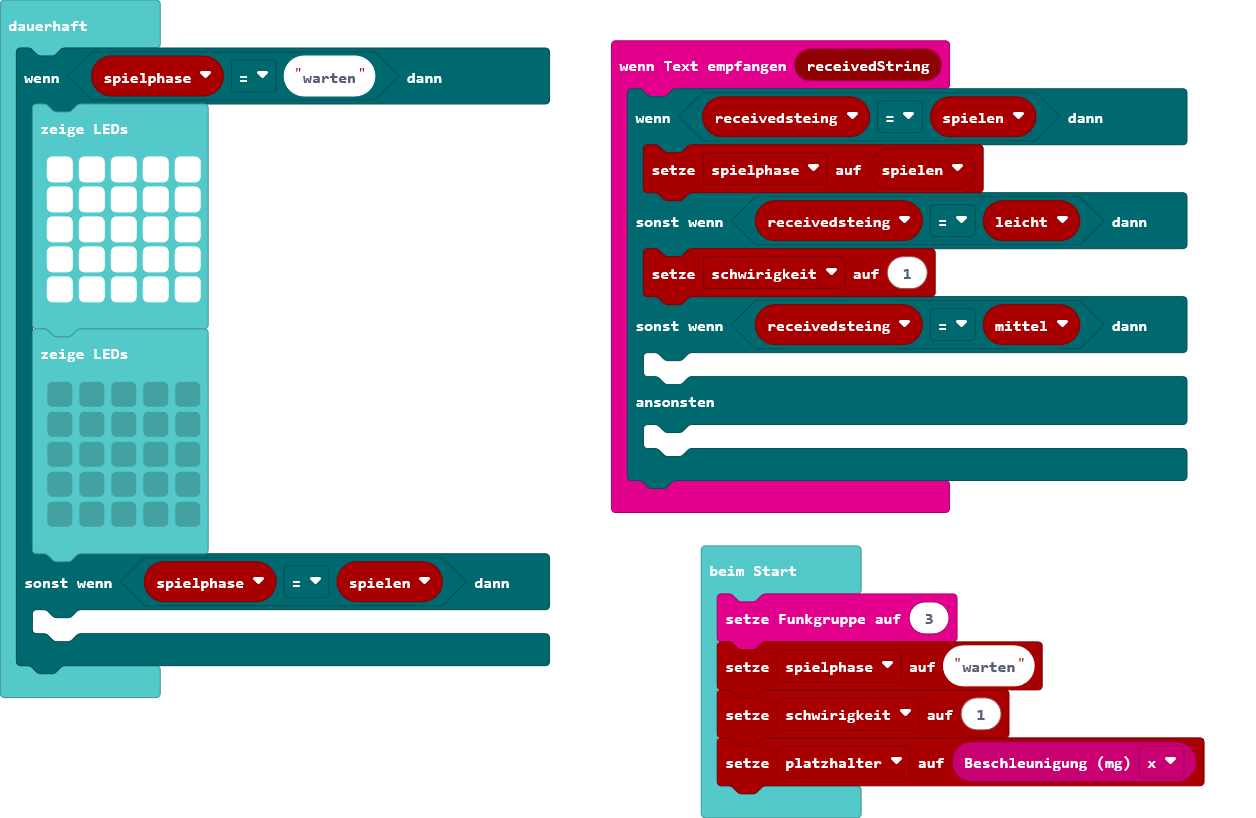 dauerhaft
wenn spielphase = "warten" dann
zeige LEDs
zeige LEDs
sonst wenn spielphase = spielen dann
wenn Text empfangen receivedString
wenn receivedsteing = spielen dann
setze spielphase auf spielen
sonst wenn receivedsteing = leicht dann
setze schwirigkeit auf 1
sonst wenn receivedsteing = mittel dann
ansonsten
beim Start
setze Funkgruppe auf 3
setze spielphase auf "warten"
setze schwirigkeit auf 1
setze platzhalter auf Beschleunigung (mg) x